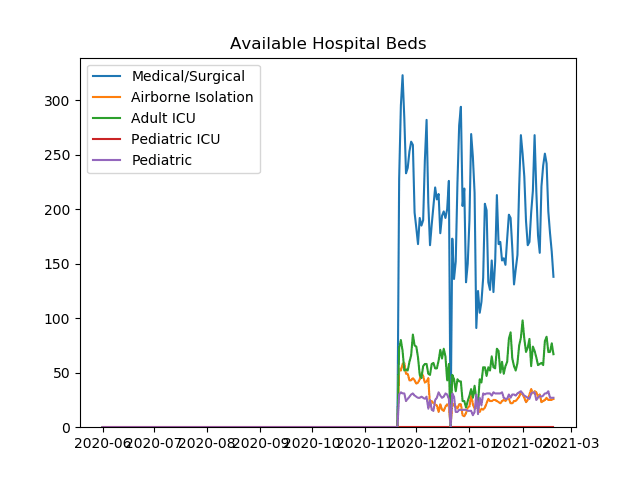 Available Hospital Beds
Medical/Surgical
Airborne Isolation
Adult ICU
Pediatric ICU
Pediatric
300
250
200
150
100
50
0
2020-06 2020-07 2020-08 2020-09 2020-10 2020-11 2020-12 2021-01 2021-02 2021-03